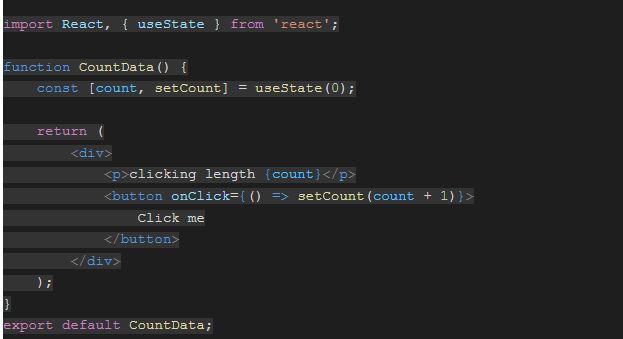 import React, { useState } from 'react';
function CountData() {
const [count, setCount] = useState(0);
return (
<div>
<p>clicking length {count}</p>
<button onClick={() => setCount(count + 1)}>
Click me
</button>
</div>
);
}
export default CountData;